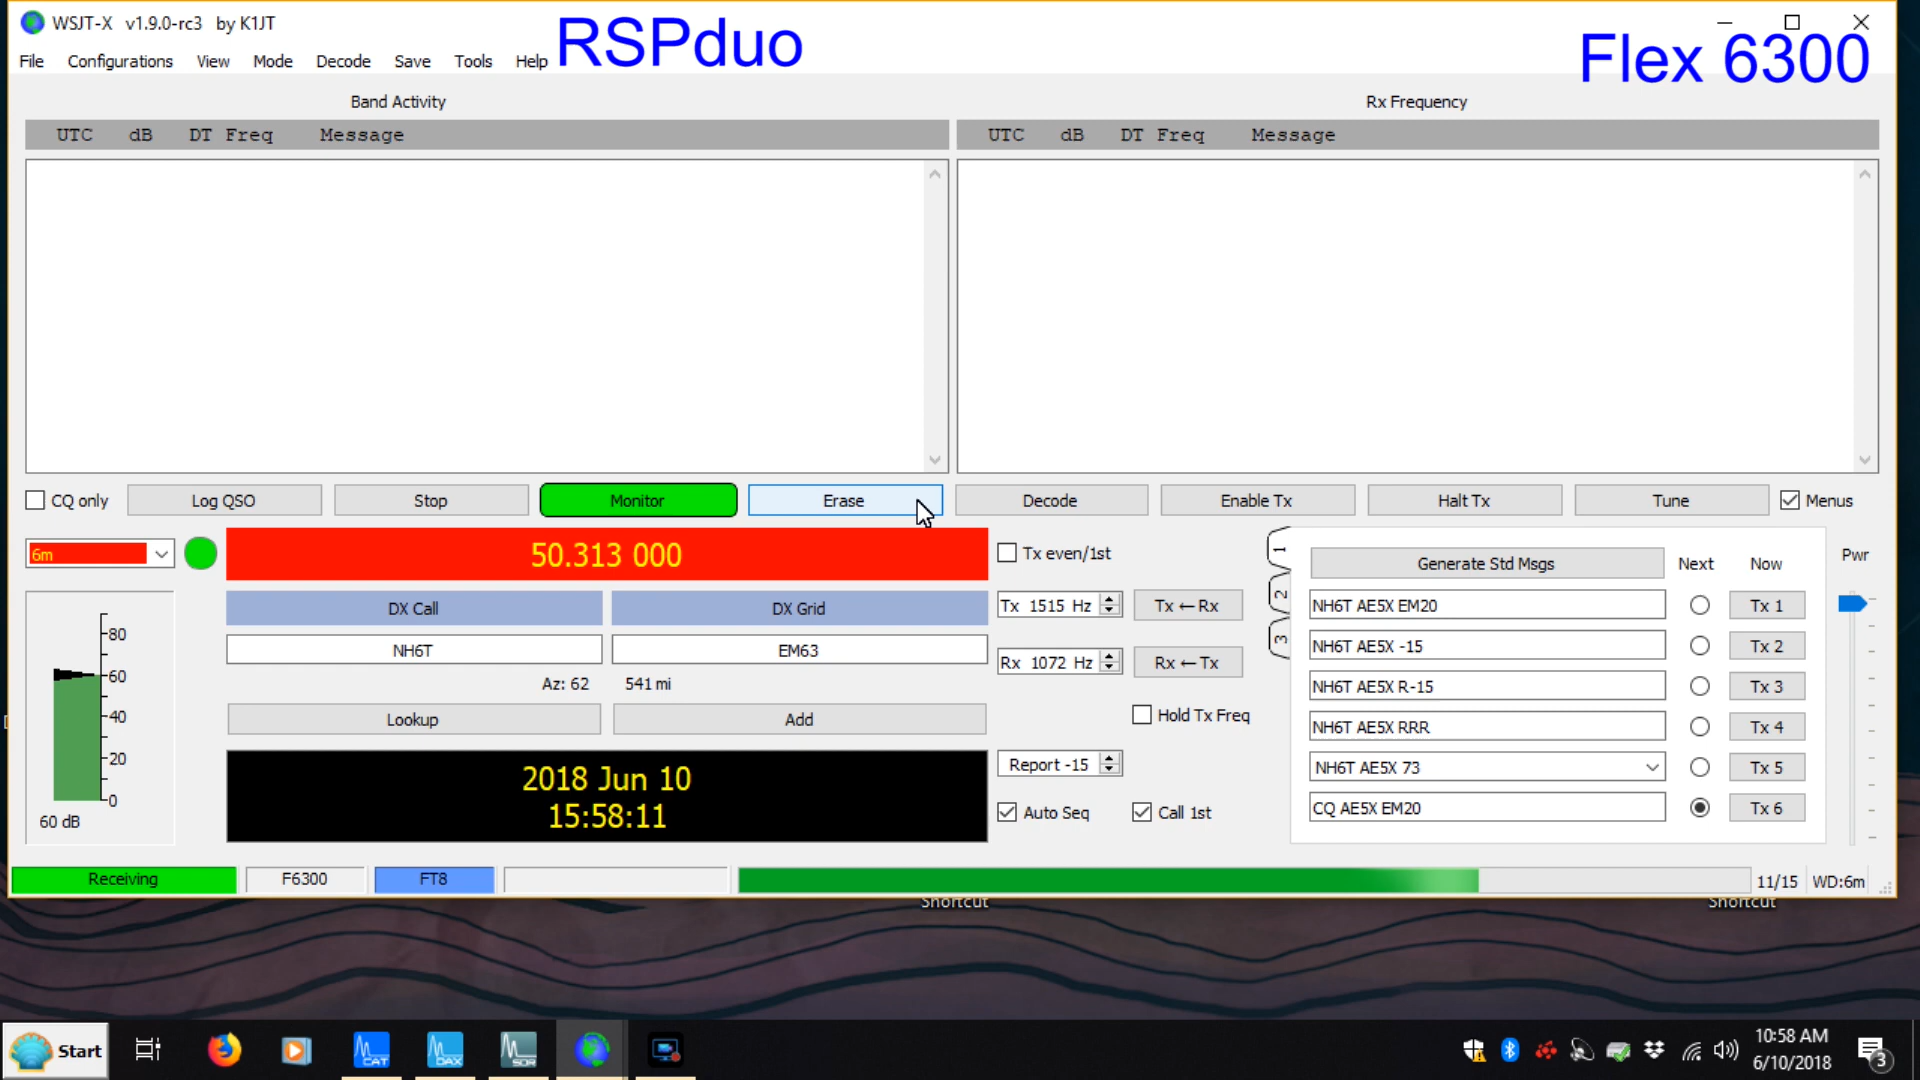 WSJT-X v1.9.0-rc3 by K1JT
RSPduo
Flex 6300
File Configurations View Mode Decode Save Tools Help
Band Activity
Rx Frequency
UTC dB DT Freq Message
UTC dB DT Freq Message
CQ only Log QSO Stop Monitor Erase Decode Enable Tx Halt Tx Tune Menus
6m
50.313 000
Tx even/1st
1
2
3
Generate Std Msgs Next Now
Pwr
DX Call DX Grid
Tx 1515 Hz Tx ← Rx
NH6T AE5X EM20 Tx 1
NH6T EM63
NH6T AE5X -15 Tx 2
Rx 1072 Hz Rx ← Tx
Az: 62 541 mi
NH6T AE5X R-15 Tx 3
Lookup Add
Hold Tx Freq
NH6T AE5X RRR Tx 4
80
60
40
20
0
60 dB
2018 Jun 10
15:58:11
Report -15
NH6T AE5X 73 Tx 5
Auto Seq Call 1st
CQ AE5X EM20 Tx 6
Receiving F6300 FT8 11/15 WD:6m
Shortcut Shortcut
Start
CAT
DAX
SDR
10:58 AM
6/10/2018
3